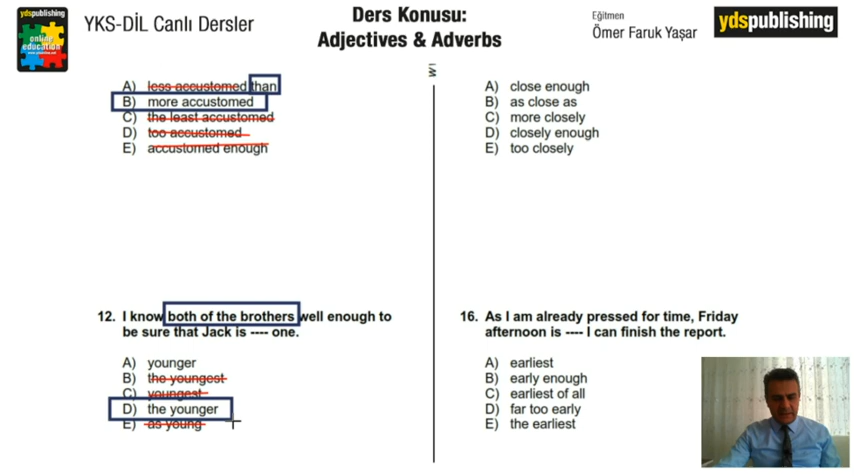 ydspublishing
online
education
YKS-DİL Canlı Dersler
Ders Konusu:
Adjectives & Adverbs
Eğitmen
Ömer Faruk Yaşar
ydspublishing
A) less accustomed than
B) more accustomed
C) the least accustomed
D) too accustomed
E) accustomed enough
12. I know both of the brothers well enough to
be sure that Jack is ---- one.
A) younger
B) the youngest
C) youngest
D) the younger
E) as young
A) close enough
B) as close as
C) more closely
D) closely enough
E) too closely
16. As I am already pressed for time, Friday
afternoon is ---- I can finish the report.
A) earliest
B) early enough
C) earliest of all
D) far too early
E) the earliest